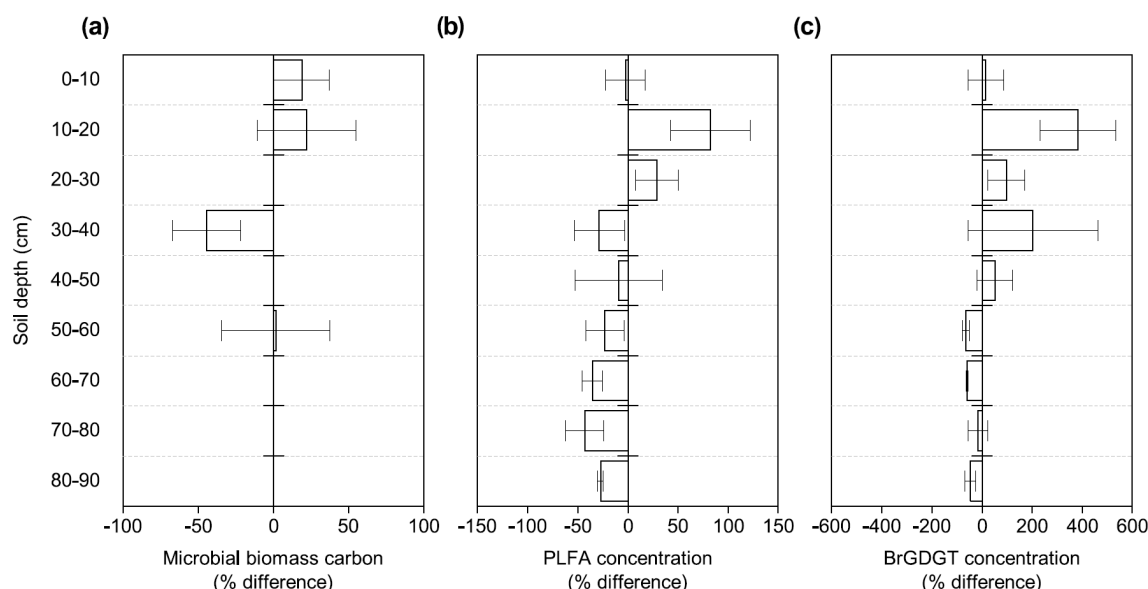 (a)
(b)
(c)
Soil depth (cm)
0-10
10-20
20-30
30-40
40-50
50-60
60-70
70-80
80-90
-100 -50 0 50 100
-150 -100 -50 0 50 100 150
-600 -400 -200 0 200 400 600
Microbial biomass carbon
(% difference)
PLFA concentration
(% difference)
BrGDGT concentration
(% difference)